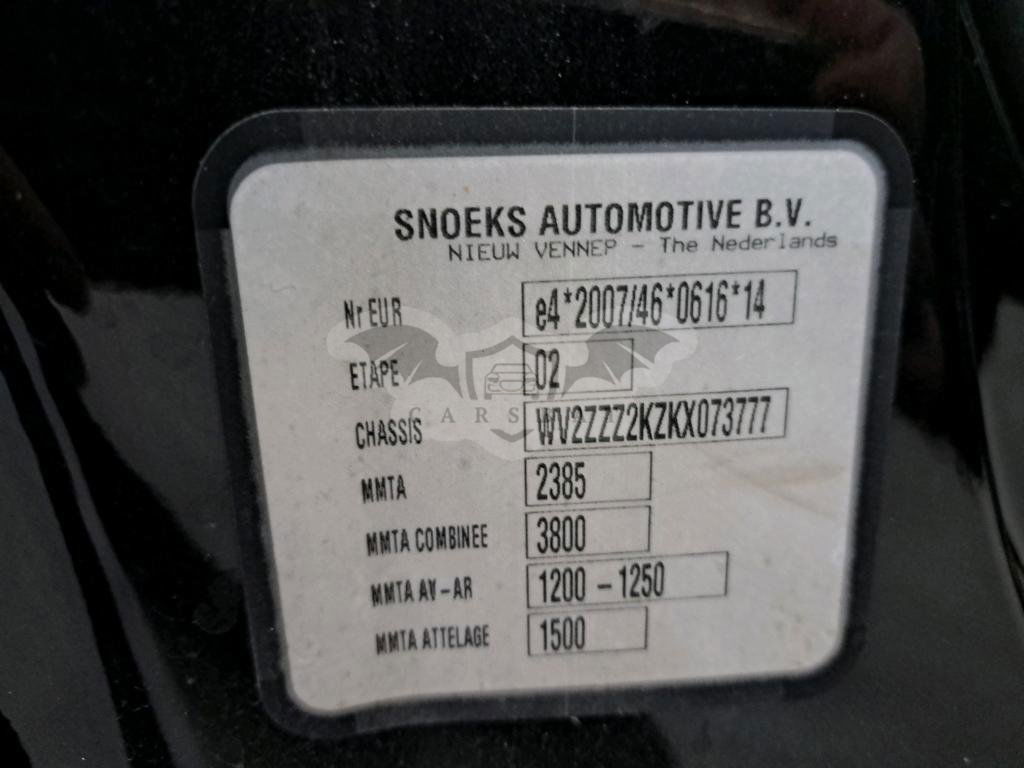 SNOEKS AUTOMOTIVE B.V.
NIEUW VENNEP - The Nederlands
Nr EUR e4*2007/46*0616*14
ETAPE 02
CHASSIS WV2ZZZ2KZKX073777
MMTA 2385
MMTA COMBINEE 3800
MMTA AV-AR 1200 - 1250
MMTA ATTELAGE 1500
CARS